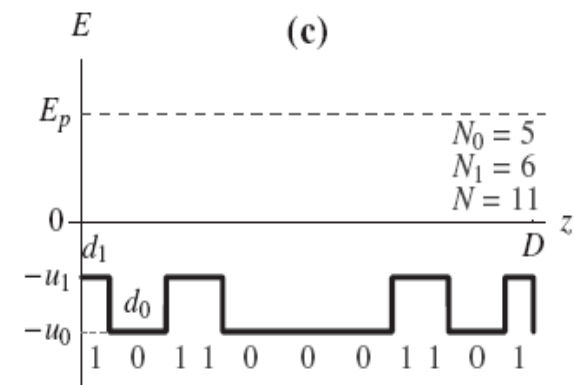 E
(c)
E_p
N_0 = 5
N_1 = 6
N = 11
0
z
d_1
D
−u_1
d_0
−u_0
1 0 1 1 0 0 0 1 1 0 1